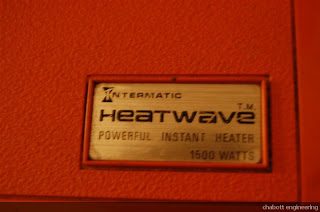 INTERMATIC
T.M.
HeaTwave
POWERFUL INSTANT HEATER
1500 WATTS
chabott engineering